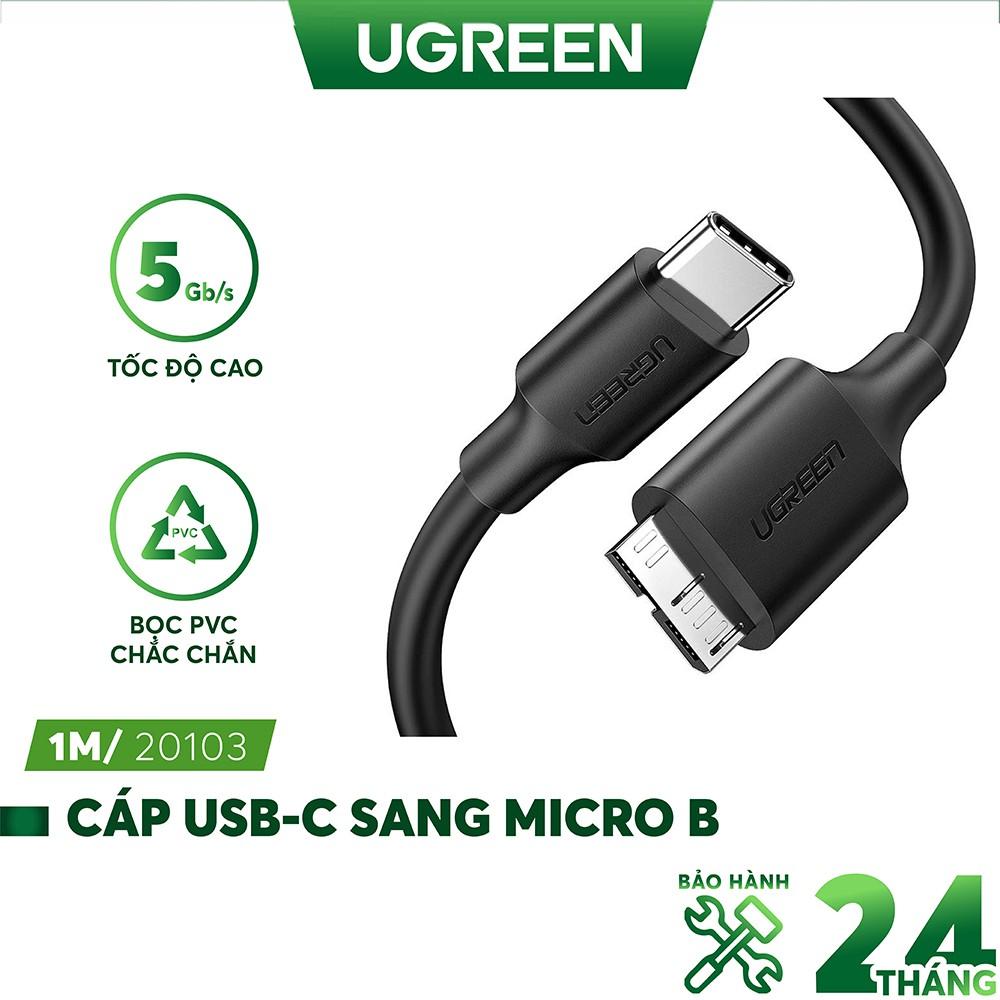 UGREEN
5 Gb/s
TỐC ĐỘ CAO
PVC
BỌC PVC
CHẮC CHẮN
UGREEN
UGREEN
1M/ 20103
CÁP USB-C SANG MICRO B
BẢO HÀNH
24
THÁNG